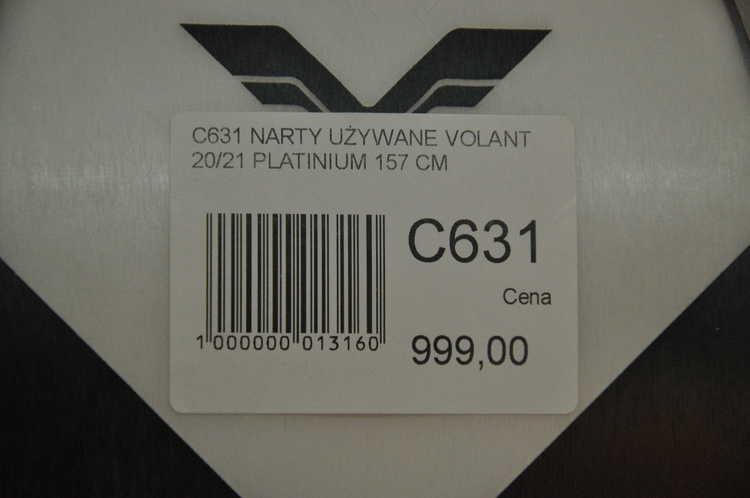 C631 NARTY UŻYWANE VOLANT
20/21 PLATINIUM 157 CM
C631
Cena
999,00
1 000000 013160